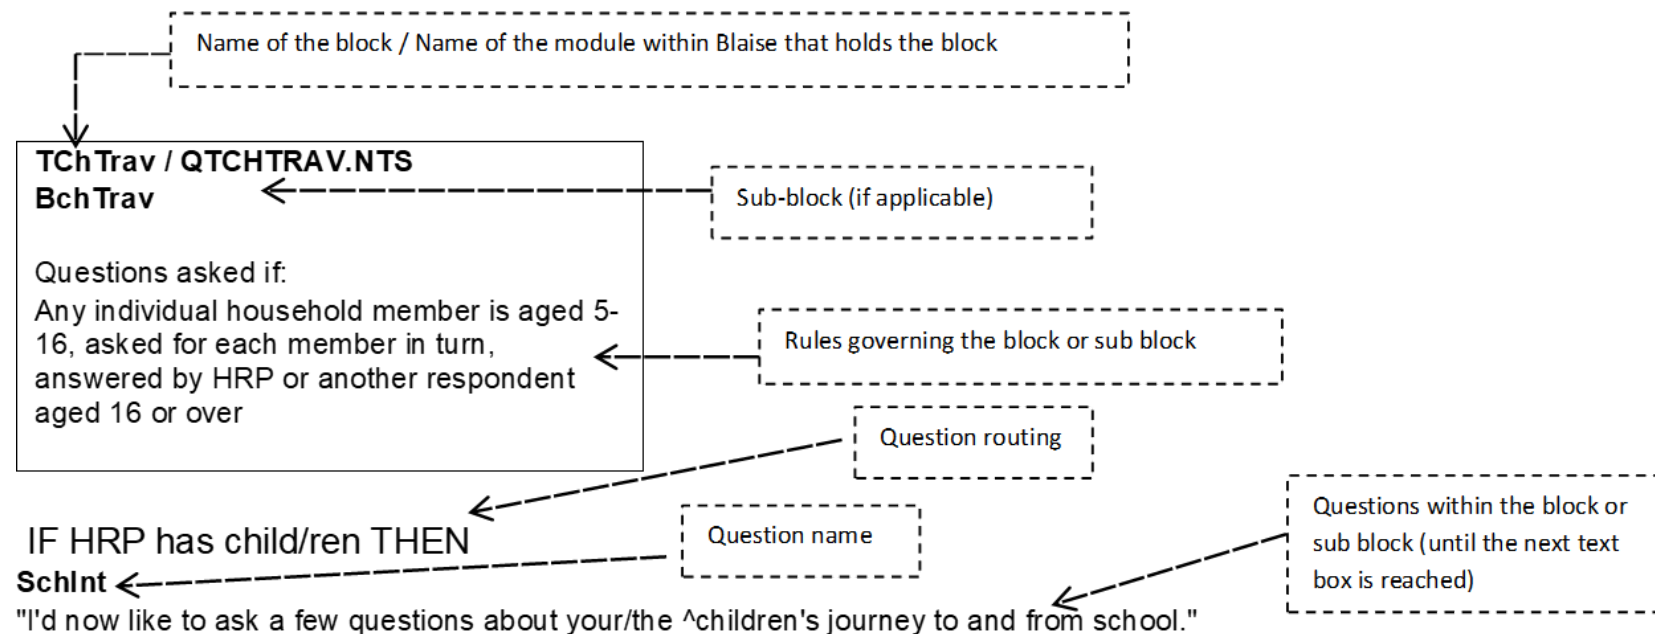 Name of the block / Name of the module within Blaise that holds the block
TChTrav / QTCHTRAV.NTS
BchTrav
Sub-block (if applicable)
Questions asked if:
Any individual household member is aged 5-
16, asked for each member in turn,
answered by HRP or another respondent
aged 16 or over
Rules governing the block or sub block
Question routing
IF HRP has child/ren THEN
Question name
SchInt
Questions within the block or
sub block (until the next text
box is reached)
"I'd now like to ask a few questions about your/the ^children's journey to and from school."